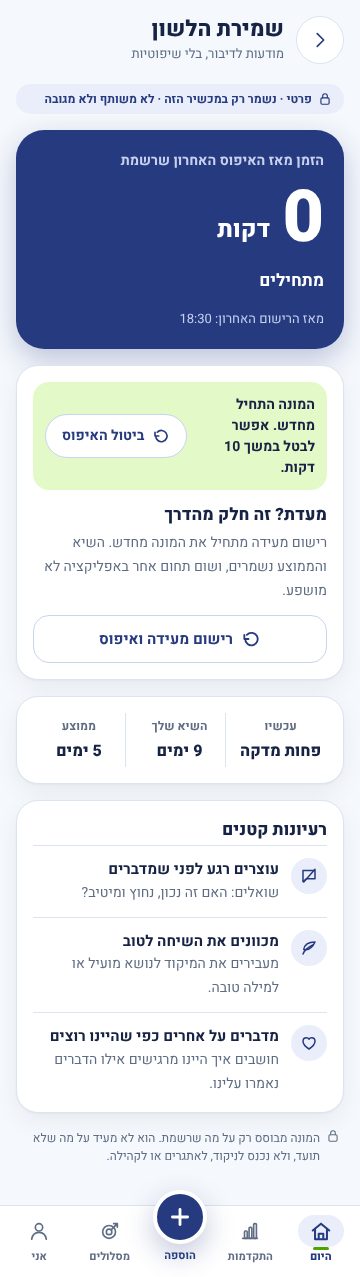 שמירת הלשון
מודעות לדיבור, בלי שיפוטיות
פרטי · נשמר רק במכשיר הזה · לא משותף ולא מגובה
הזמן מאז האיפוס האחרון שרשמת
0 דקות
מתחילים
מאז הרישום האחרון: 18:30
המונה התחיל
מחדש. אפשר
לבטל במשך 10
דקות.
ביטול האיפוס
מעדת? זה חלק מהדרך
רישום מעידה מתחיל את המונה מחדש. השיא
והממוצע נשמרים, ושום תחום אחר באפליקציה לא
מושפע.
רישום מעידה ואיפוס
עכשיו
פחות מדקה
השיא שלך
9 ימים
ממוצע
5 ימים
רעיונות קטנים
עוצרים רגע לפני שמדברים
שואלים: האם זה נכון, נחוץ ומיטיב?
מכוונים את השיחה לטוב
מעבירים את המיקוד לנושא מועיל או
למילה טובה.
מדברים על אחרים כפי שהיינו רוצים
חושבים איך היינו מרגישים אילו הדברים
נאמרו עלינו.
המונה מבוסס רק על מה שרשמת. הוא לא מעיד על מה שלא
תועד, ולא נכנס לניקוד, לאתגרים או לקהילה.
היום
התקדמות
הוספה
מסלולים
אני